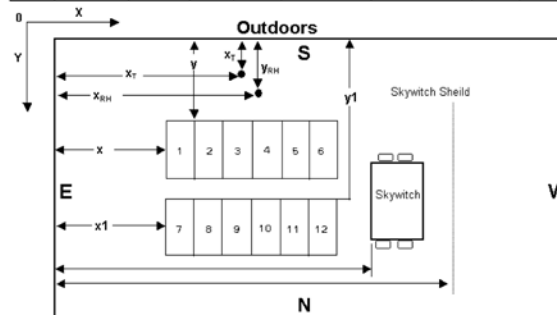 0 X
Outdoors
Y
S
x_T
y
x_T
y_RH
x_RH
y1
Skywitch Sheild
x
1 2 3 4 5 6
E
Skywitch
V
x1
7 8 9 10 11 12
N